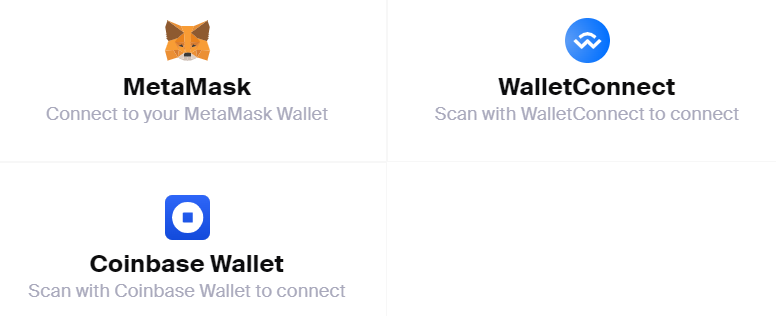 MetaMask
Connect to your MetaMask Wallet
WalletConnect
Scan with WalletConnect to connect
Coinbase Wallet
Scan with Coinbase Wallet to connect